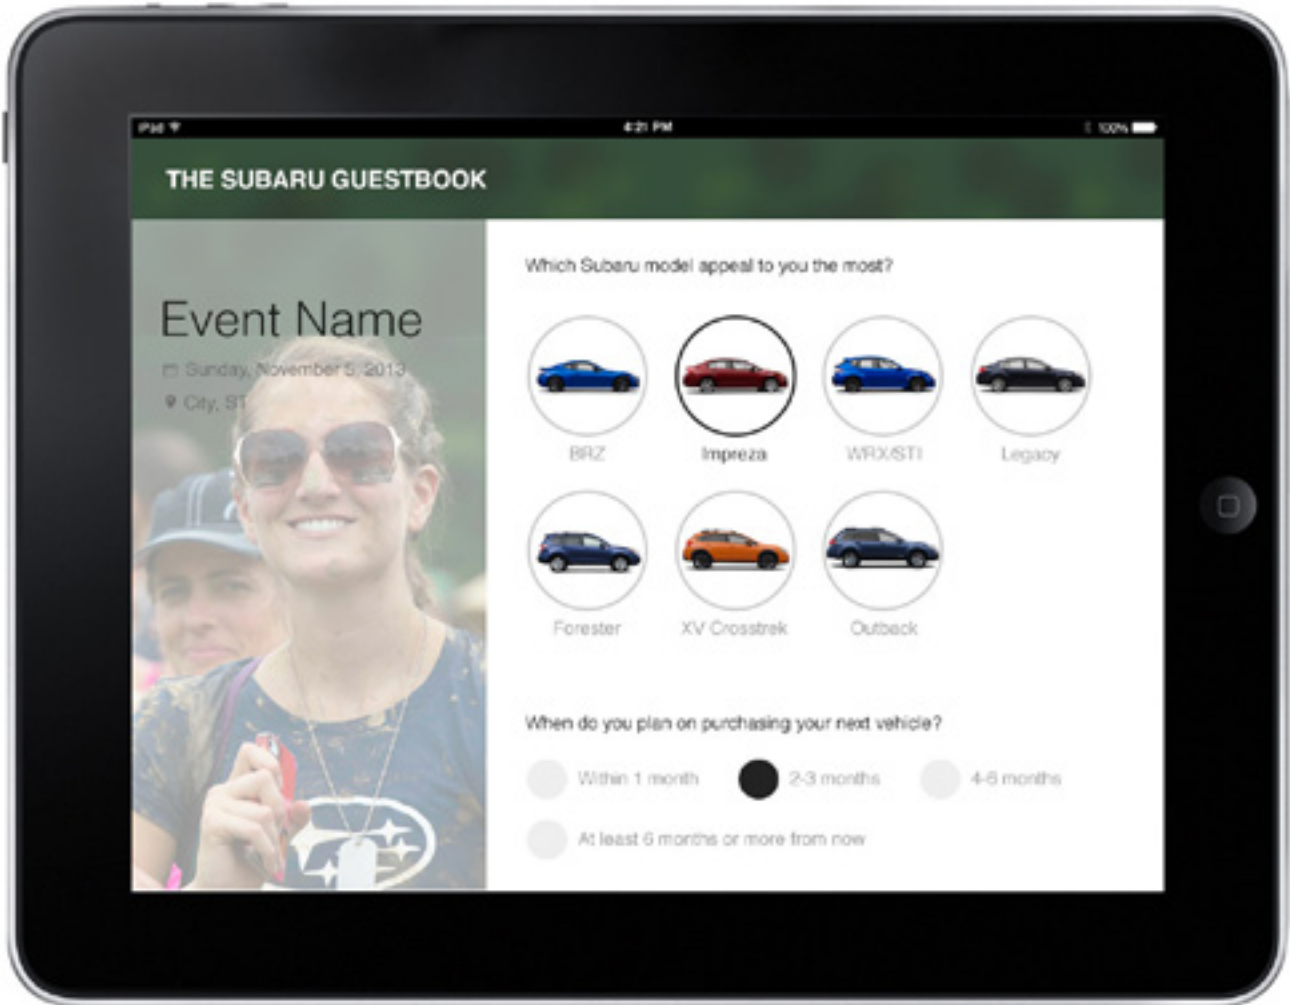 iPad
4:21 PM
100%
THE SUBARU GUESTBOOK
Event Name
Sunday, November 5, 2013
City, ST
Which Subaru model appeal to you the most?
BRZ
Impreza
WRX/STI
Legacy
Forester
XV Crosstrek
Outback
When do you plan on purchasing your next vehicle?
Within 1 month
2-3 months
4-6 months
At least 6 months or more from now